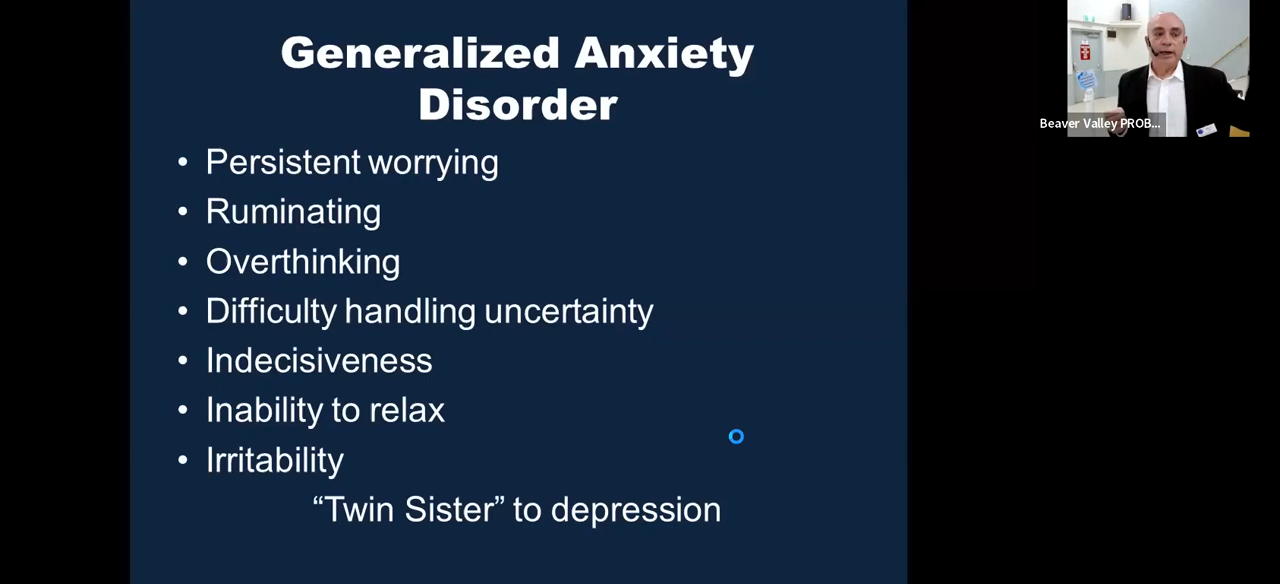 Generalized Anxiety
Disorder
• Persistent worrying
• Ruminating
• Overthinking
• Difficulty handling uncertainty
• Indecisiveness
• Inability to relax
• Irritability
“Twin Sister” to depression
Beaver Valley PROB...